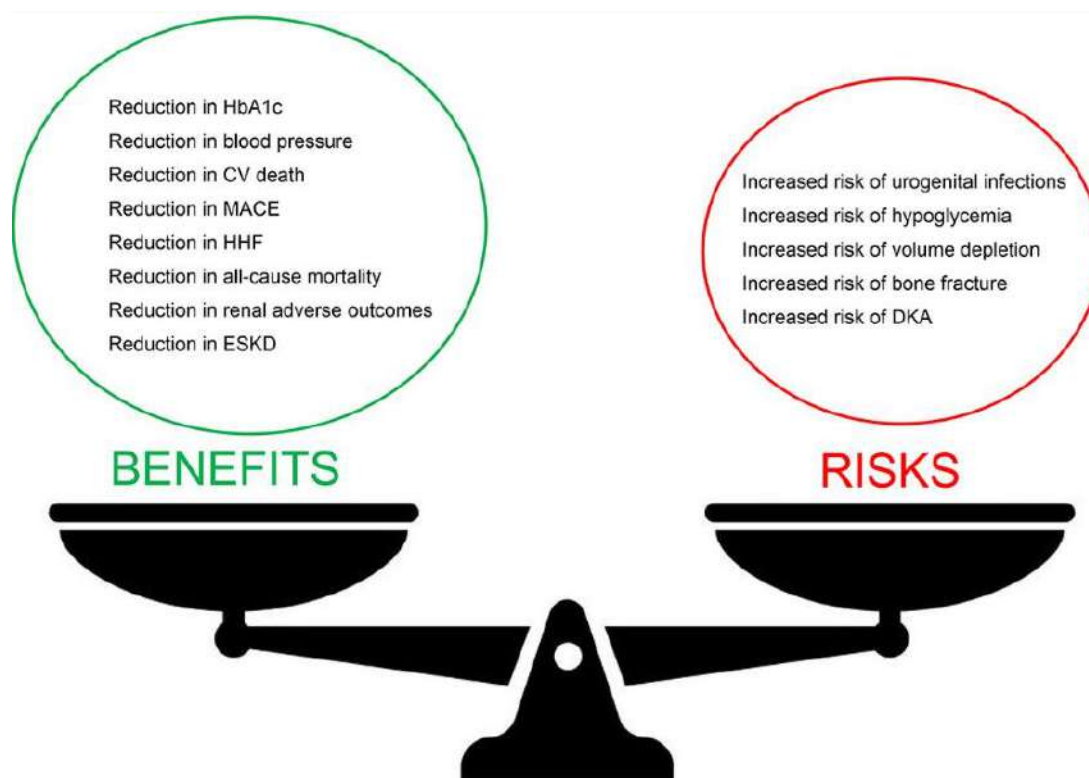 Reduction in HbA1c
Reduction in blood pressure
Reduction in CV death
Reduction in MACE
Reduction in HHF
Reduction in all-cause mortality
Reduction in renal adverse outcomes
Reduction in ESKD
BENEFITS
Increased risk of urogenital infections
Increased risk of hypoglycemia
Increased risk of volume depletion
Increased risk of bone fracture
Increased risk of DKA
RISKS